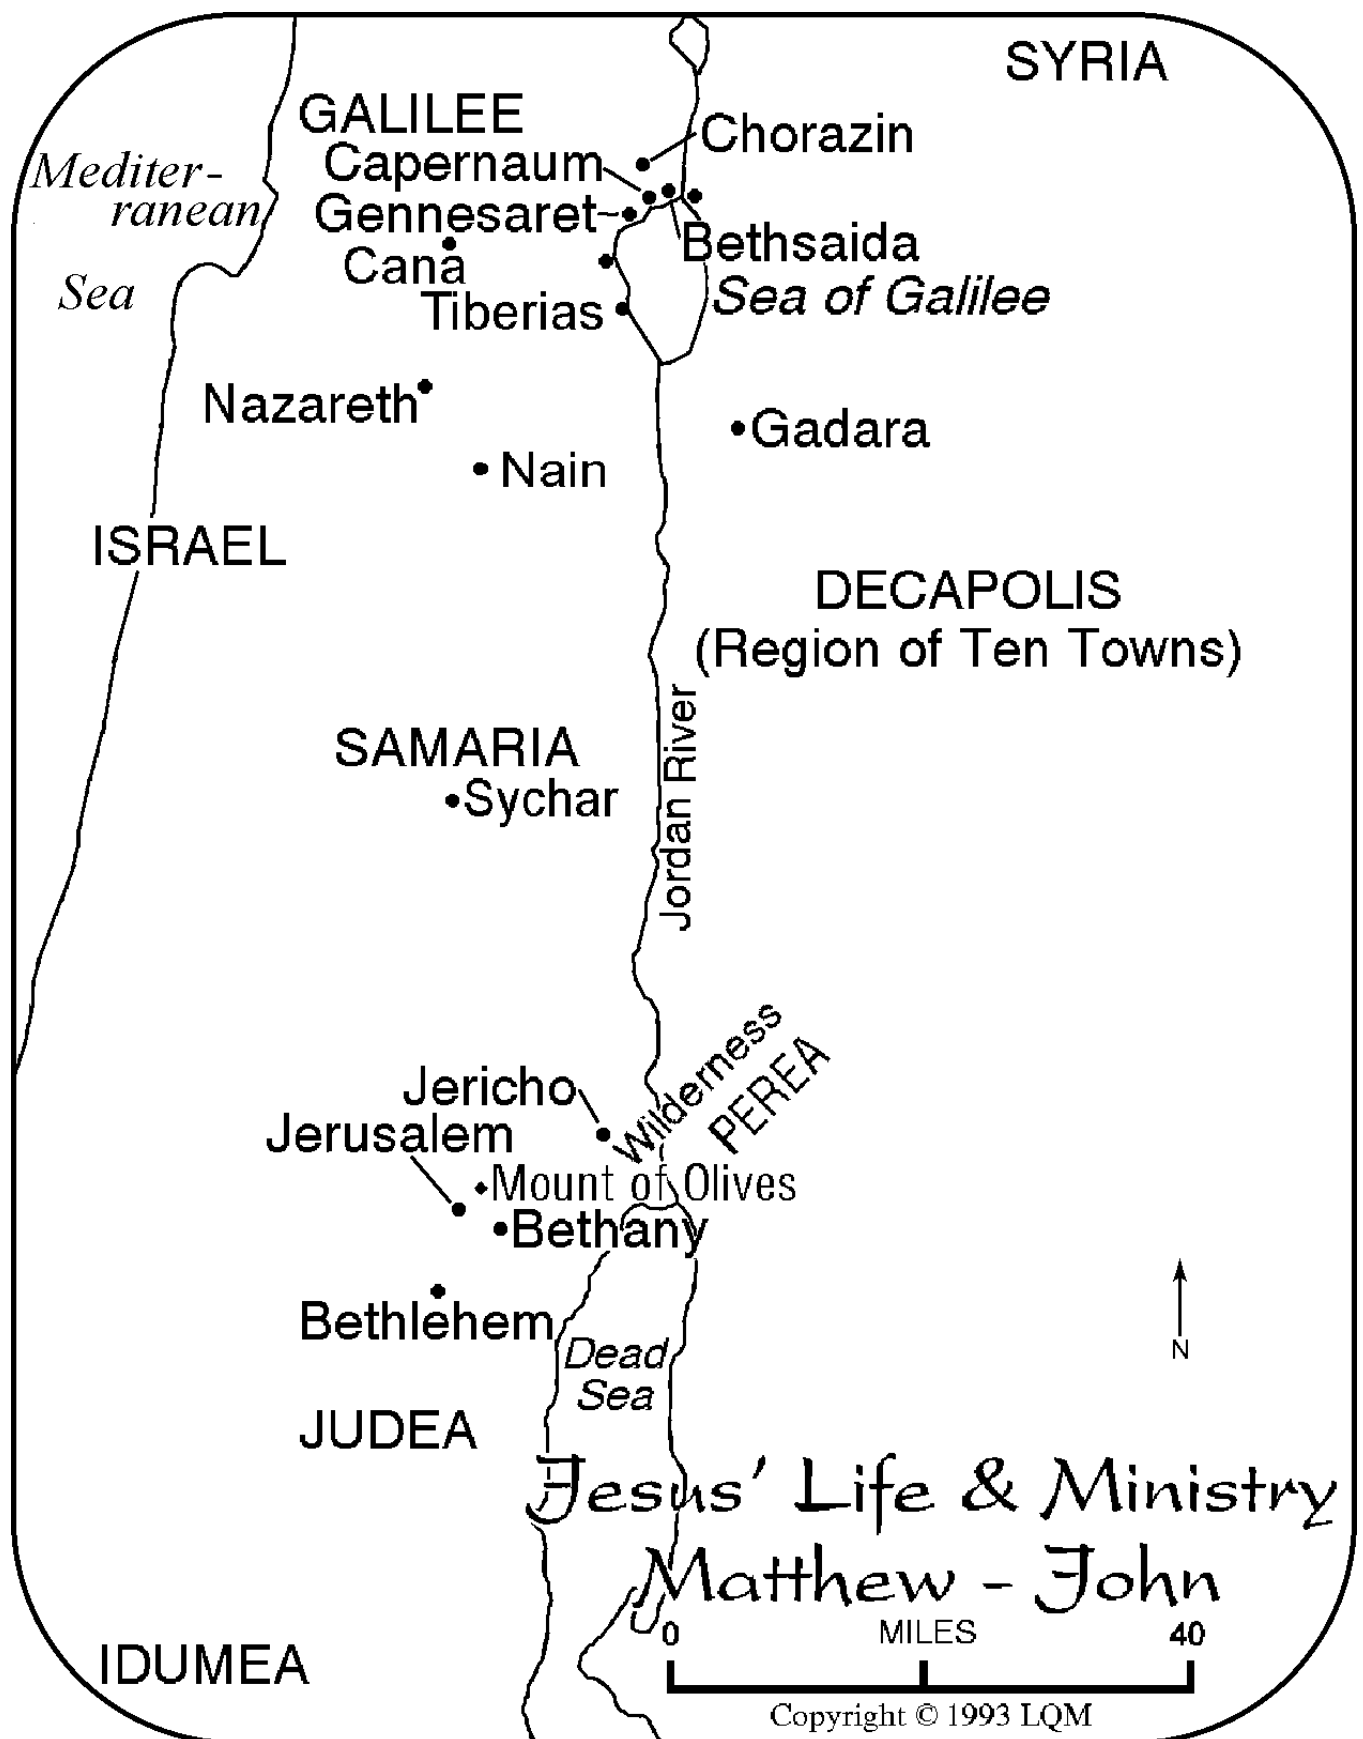 SYRIA
GALILEE
Chorazin
Capernaum
Mediter-
ranean
Sea
Gennesaret
Bethsaida
Cana
Sea of Galilee
Tiberias
Nazareth
Gadara
Nain
ISRAEL
DECAPOLIS
(Region of Ten Towns)
SAMARIA
Sychar
Jordan River
Wilderness
PEREA
Jericho
Jerusalem
Mount of Olives
Bethany
Bethlehem
N
Dead
Sea
JUDEA
Jesus' Life & Ministry
Matthew - John
0 MILES 40
IDUMEA
Copyright © 1993 LQM